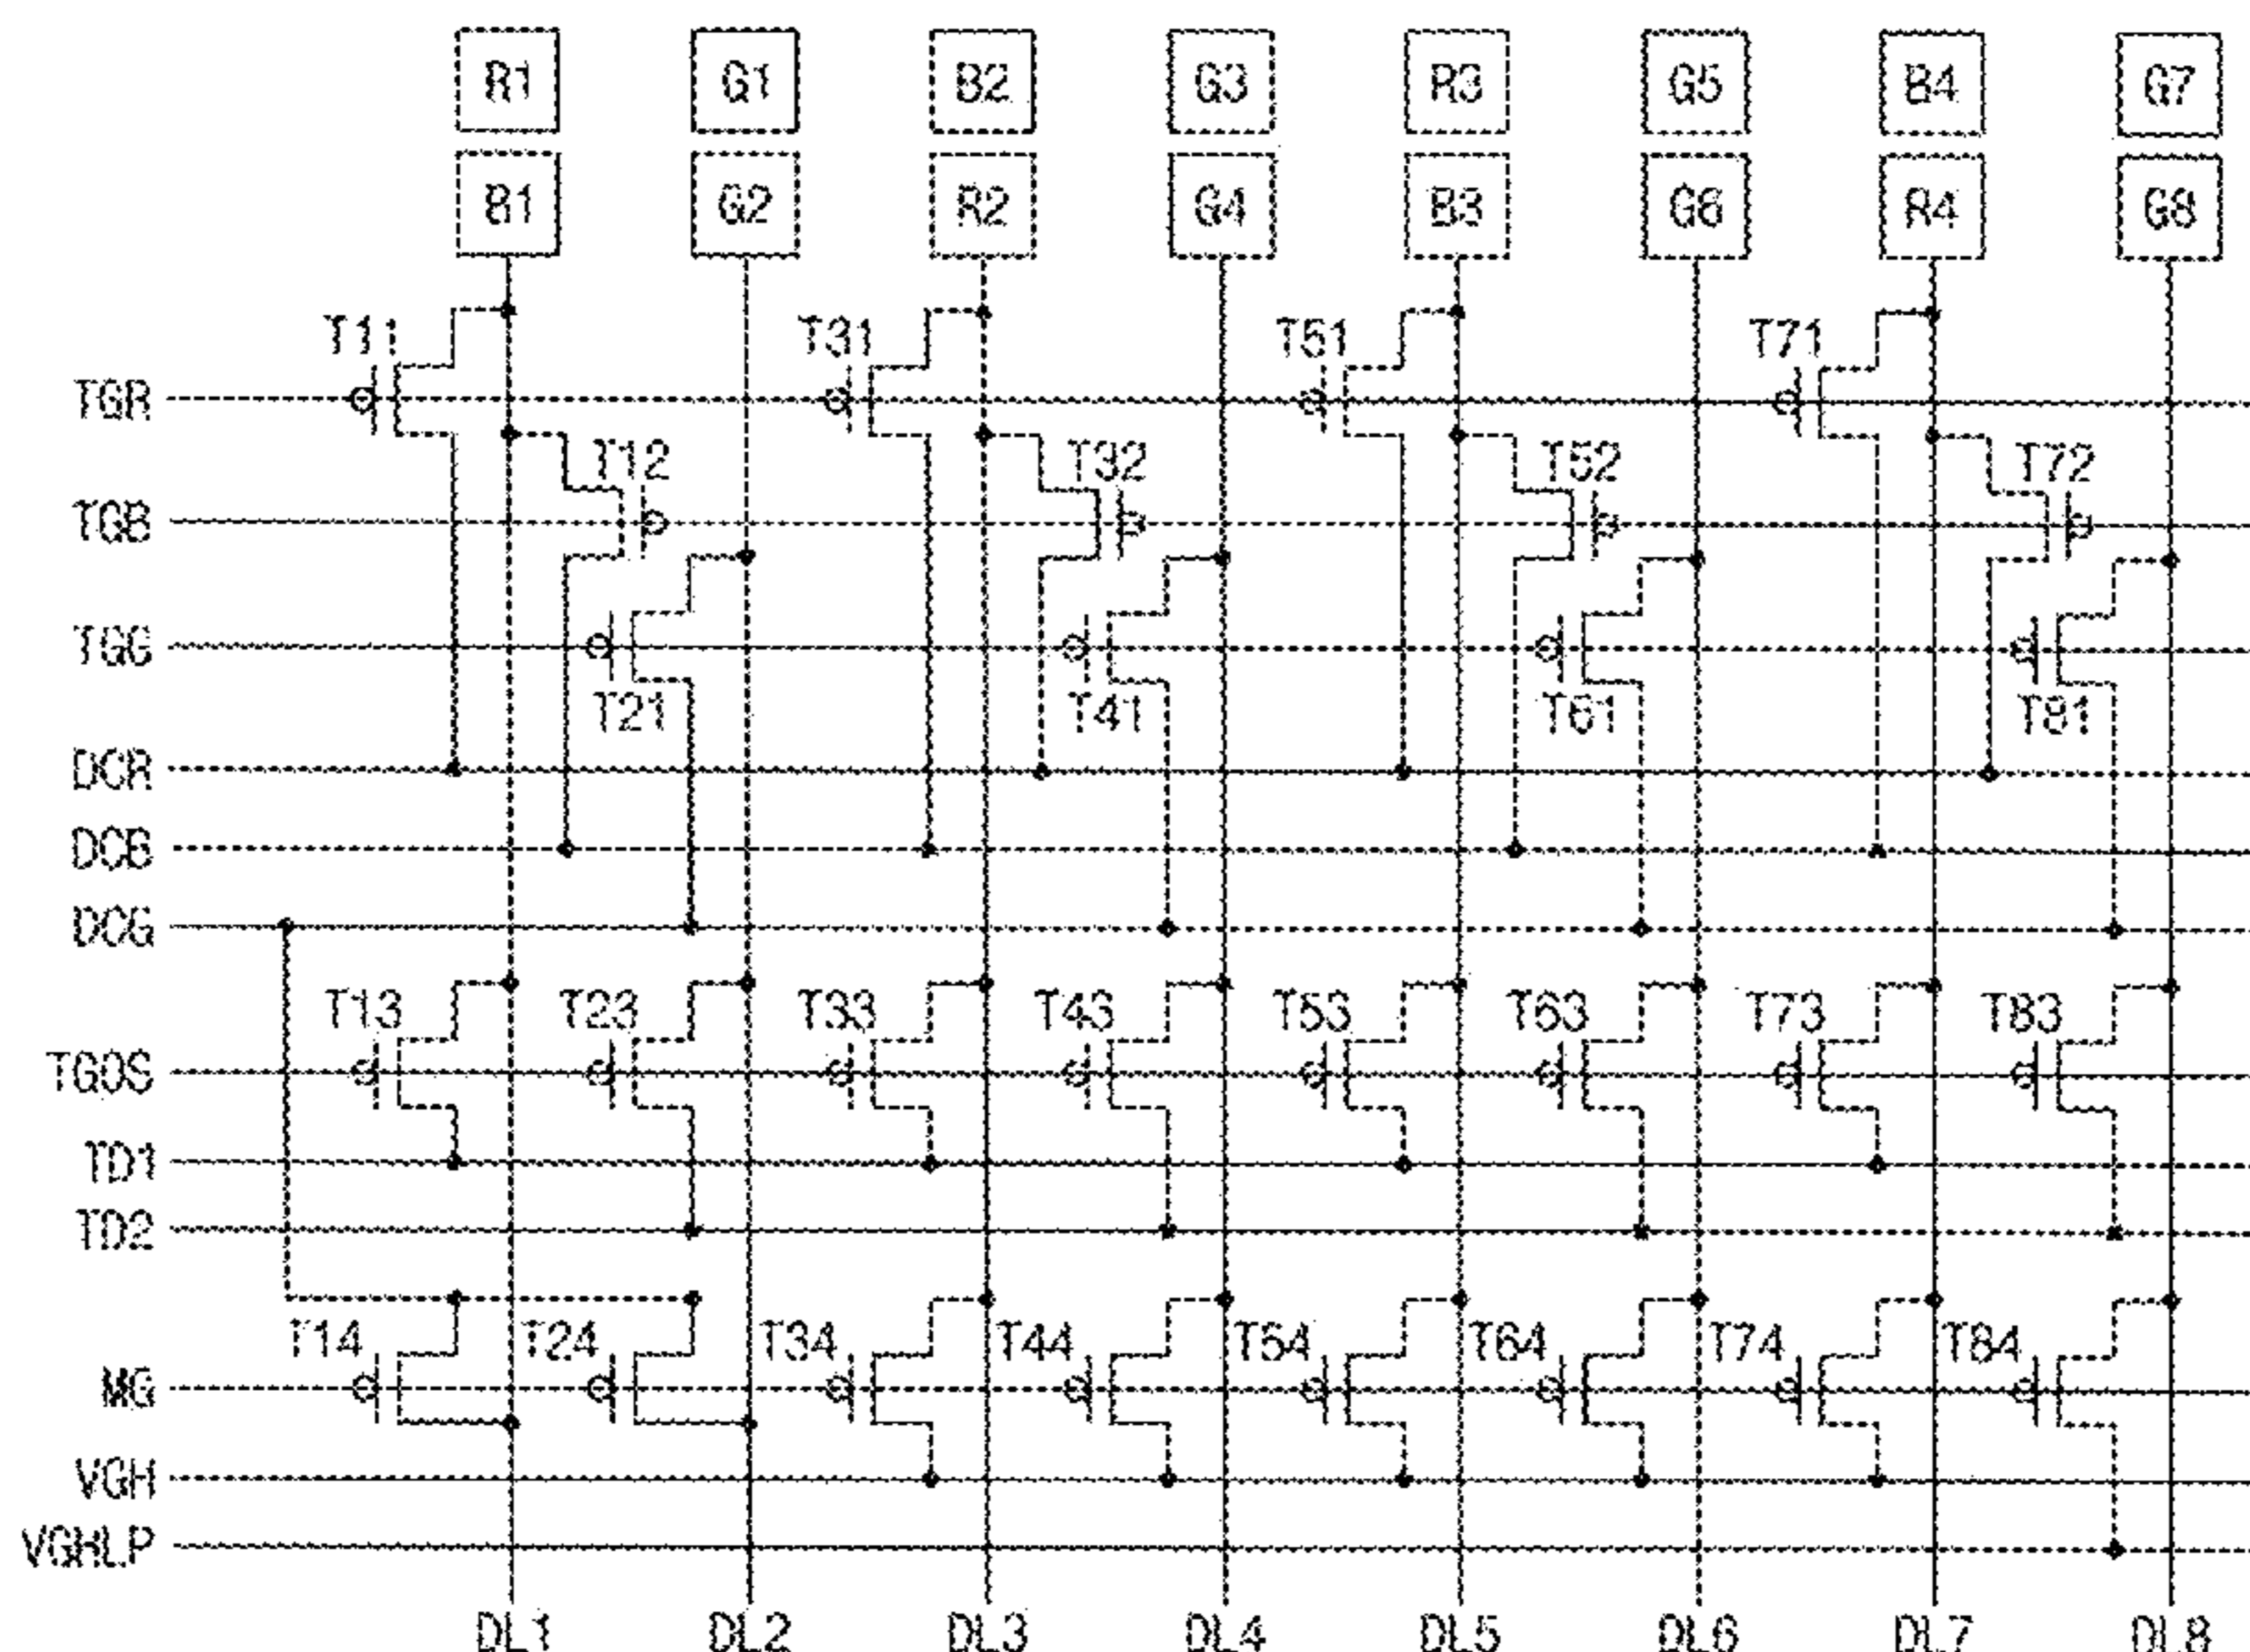 R1 G1 B2 G3 R3 G5 B4 G7
B1 G2 R2 G4 B3 G6 R4 G8
T11 T31 T51 T71
TGR
T12 T32 T52 T72
TGB
TGG
T21 T41 T61 T81
DCR
DCB
DCG
T13 T23 T33 T43 T53 T63 T73 T83
TGOS
TD1
TD2
T14 T24 T34 T44 T54 T64 T74 T84
MG
VGH
VGHLP
DL1 DL2 DL3 DL4 DL5 DL6 DL7 DL8